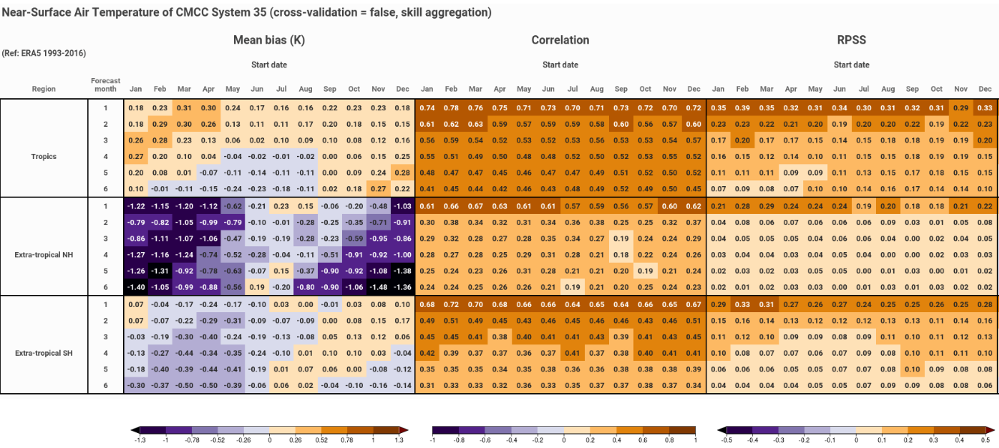 Near-Surface Air Temperature of CMCC System 35 (cross-validation = false, skill aggregation)
Mean bias (K) Correlation RPSS
(Ref: ERA5 1993-2016)
Start date Start date Start date
Region Forecast month Jan Feb Mar Apr May Jun Jul Aug Sep Oct Nov Dec Jan Feb Mar Apr May Jun Jul Aug Sep Oct Nov Dec Jan Feb Mar Apr May Jun Jul Aug Sep Oct Nov Dec
1 0.18 0.23 0.31 0.30 0.24 0.17 0.16 0.16 0.22 0.23 0.23 0.18 0.74 0.78 0.76 0.75 0.71 0.73 0.70 0.71 0.73 0.72 0.70 0.72 0.35 0.39 0.35 0.32 0.31 0.34 0.30 0.31 0.32 0.31 0.29 0.33
2 0.18 0.29 0.30 0.26 0.13 0.11 0.11 0.17 0.20 0.18 0.15 0.15 0.61 0.62 0.63 0.59 0.57 0.58 0.59 0.58 0.60 0.56 0.57 0.60 0.23 0.23 0.22 0.21 0.20 0.19 0.20 0.20 0.22 0.19 0.22 0.23
3 0.26 0.28 0.23 0.13 0.06 0.02 0.10 0.09 0.10 0.08 0.12 0.16 0.56 0.59 0.54 0.52 0.53 0.52 0.53 0.56 0.53 0.53 0.54 0.57 0.17 0.20 0.17 0.17 0.15 0.14 0.15 0.18 0.18 0.19 0.19 0.20
Tropics 4 0.27 0.20 0.10 0.04 -0.04 -0.02 -0.01 -0.02 0.00 0.06 0.15 0.25 0.55 0.51 0.49 0.50 0.48 0.48 0.52 0.50 0.52 0.53 0.55 0.52 0.16 0.15 0.12 0.14 0.10 0.11 0.15 0.15 0.18 0.19 0.19 0.15
5 0.20 0.08 0.01 -0.07 -0.11 -0.14 -0.11 -0.11 0.00 0.09 0.24 0.28 0.48 0.47 0.47 0.45 0.46 0.47 0.47 0.49 0.51 0.52 0.50 0.52 0.11 0.11 0.11 0.09 0.09 0.11 0.13 0.15 0.17 0.18 0.15 0.15
6 0.10 -0.01 -0.11 -0.15 -0.24 -0.23 -0.18 -0.11 0.02 0.18 0.27 0.22 0.41 0.45 0.44 0.42 0.46 0.43 0.48 0.49 0.52 0.49 0.50 0.45 0.07 0.09 0.08 0.07 0.10 0.10 0.14 0.16 0.17 0.14 0.14 0.10
1 -1.22 -1.15 -1.20 -1.12 -0.62 -0.21 0.23 0.15 -0.06 -0.20 -0.48 -1.03 0.61 0.66 0.67 0.63 0.61 0.61 0.57 0.59 0.56 0.57 0.60 0.62 0.21 0.28 0.29 0.24 0.24 0.24 0.19 0.20 0.18 0.18 0.21 0.22
2 -0.79 -0.82 -1.05 -0.99 -0.79 -0.10 -0.01 -0.28 -0.25 -0.35 -0.71 -0.91 0.30 0.38 0.34 0.32 0.31 0.34 0.36 0.38 0.25 0.25 0.32 0.37 0.04 0.08 0.06 0.07 0.06 0.06 0.06 0.09 0.03 0.01 0.05 0.08
3 -0.86 -1.11 -1.07 -1.06 -0.47 -0.19 -0.19 -0.28 -0.23 -0.59 -0.95 -0.86 0.29 0.32 0.28 0.27 0.27 0.28 0.30 0.29 0.19 0.24 0.24 0.29 0.04 0.05 0.05 0.05 0.04 0.05 0.04 0.05 0.00 0.02 0.04 0.05
Extra-tropical NH 4 -1.27 -1.16 -1.24 -0.74 -0.52 -0.28 -0.04 -0.11 -0.51 -0.91 -0.92 -1.00 0.28 0.27 0.28 0.25 0.29 0.31 0.28 0.21 0.18 0.22 0.24 0.26 0.03 0.04 0.04 0.03 0.05 0.05 0.04 0.00 0.00 0.02 0.03 0.03
5 -1.26 -1.31 -0.92 -0.78 -0.63 -0.07 0.15 -0.37 -0.90 -0.92 -1.08 -1.38 0.25 0.24 0.23 0.26 0.31 0.28 0.21 0.21 0.20 0.19 0.21 0.24 0.02 0.03 0.02 0.03 0.05 0.05 0.00 0.01 0.03 0.00 0.02 0.02
6 -1.40 -1.05 -0.99 -0.88 -0.56 0.19 -0.20 -0.80 -0.90 -1.06 -1.48 -1.36 0.24 0.24 0.25 0.26 0.26 0.21 0.19 0.21 0.20 0.25 0.24 0.23 0.02 0.01 0.02 0.03 0.03 0.00 0.01 0.03 0.02 0.02 0.02 0.02
1 0.07 -0.04 -0.17 -0.24 -0.17 -0.10 0.03 0.00 -0.01 0.03 0.08 0.10 0.68 0.72 0.70 0.68 0.66 0.66 0.64 0.65 0.64 0.66 0.65 0.67 0.29 0.33 0.31 0.27 0.26 0.27 0.24 0.25 0.25 0.26 0.25 0.28
2 0.07 -0.07 -0.22 -0.29 -0.31 -0.09 -0.07 -0.09 0.00 0.08 0.15 0.17 0.49 0.51 0.49 0.45 0.43 0.46 0.45 0.46 0.46 0.43 0.46 0.51 0.15 0.16 0.14 0.13 0.12 0.12 0.12 0.13 0.13 0.11 0.14 0.16
3 -0.03 -0.19 -0.30 -0.40 -0.24 -0.19 -0.13 -0.08 0.01 0.13 0.12 0.06 0.45 0.45 0.41 0.38 0.40 0.41 0.41 0.43 0.39 0.41 0.43 0.45 0.11 0.12 0.10 0.09 0.09 0.08 0.09 0.11 0.10 0.11 0.12 0.13
Extra-tropical SH 4 -0.13 -0.27 -0.44 -0.34 -0.35 -0.24 -0.10 0.01 0.10 0.10 0.03 -0.04 0.42 0.39 0.37 0.37 0.36 0.37 0.41 0.37 0.38 0.40 0.41 0.41 0.10 0.08 0.07 0.07 0.06 0.07 0.09 0.08 0.10 0.11 0.10 0.10
5 -0.18 -0.40 -0.39 -0.44 -0.41 -0.19 0.01 0.07 0.06 0.00 -0.08 -0.12 0.35 0.35 0.35 0.34 0.35 0.38 0.36 0.36 0.38 0.38 0.38 0.39 0.06 0.06 0.06 0.05 0.05 0.07 0.07 0.08 0.10 0.09 0.08 0.08
6 -0.30 -0.37 -0.50 -0.50 -0.39 -0.06 0.06 0.02 -0.04 -0.10 -0.16 -0.14 0.31 0.33 0.33 0.32 0.36 0.33 0.35 0.37 0.37 0.38 0.37 0.34 0.04 0.04 0.04 0.04 0.05 0.05 0.07 0.09 0.09 0.08 0.08 0.06
-1.3 -1 -0.78 -0.52 -0.26 0 0.26 0.52 0.78 1 1.3 -1 -0.8 -0.6 -0.4 -0.2 0 0.2 0.4 0.6 0.8 1 -0.5 -0.4 -0.3 -0.2 -0.1 0 0.1 0.2 0.3 0.4 0.5